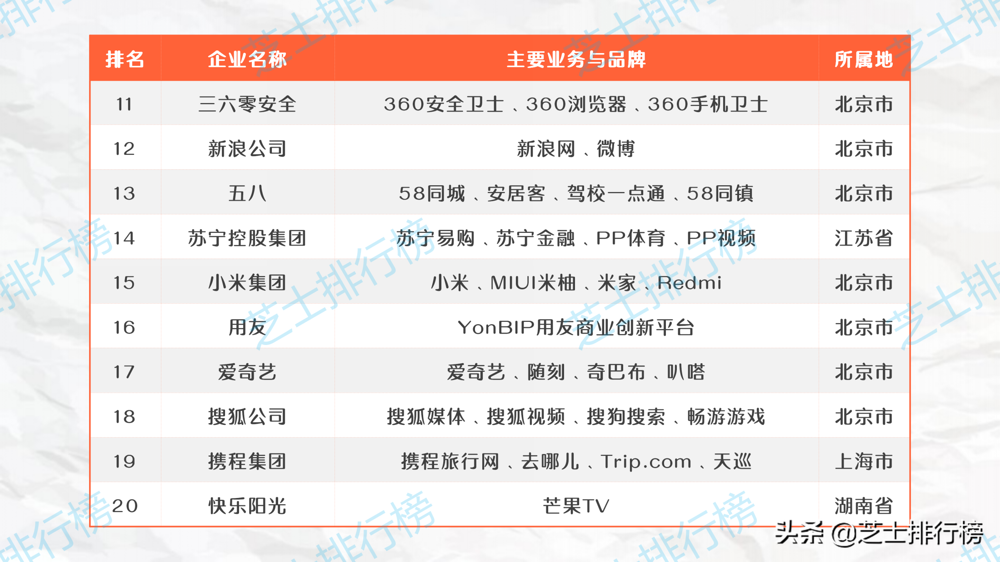 排名 企业名称 主要业务与品牌 所属地
11 三六零安全 360安全卫士、360浏览器、360手机卫士 北京市
12 新浪公司 新浪网、微博 北京市
13 五八 58同城、安居客、驾校一点通、58同镇 北京市
14 苏宁控股集团 苏宁易购、苏宁金融、PP体育、PP视频 江苏省
15 小米集团 小米、MIUI米柚、米家、Redmi 北京市
16 用友 YonBIP用友商业创新平台 北京市
17 爱奇艺 爱奇艺、随刻、奇巴布、叭嗒 北京市
18 搜狐公司 搜狐媒体、搜狐视频、搜狗搜索、畅游游戏 北京市
19 携程集团 携程旅行网、去哪儿、Trip.com、天巡 上海市
20 快乐阳光 芒果TV 湖南省
头条 @芝士排行榜
芝士排行榜
芝士排行榜